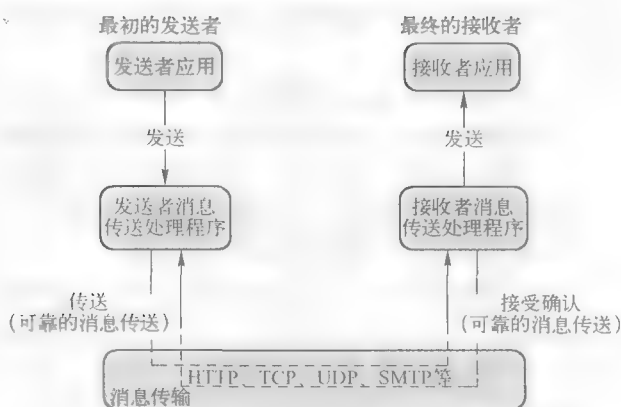 最初的发送者
最终的接收者
发送者应用
接收者应用
发送
发送
发送者消息
传送处理程序
接收者消息
传送处理程序
传送
(可靠的消息传送)
接受确认
(可靠的消息传送)
HTTP、TCP、UDP、SMTP等
消息传输